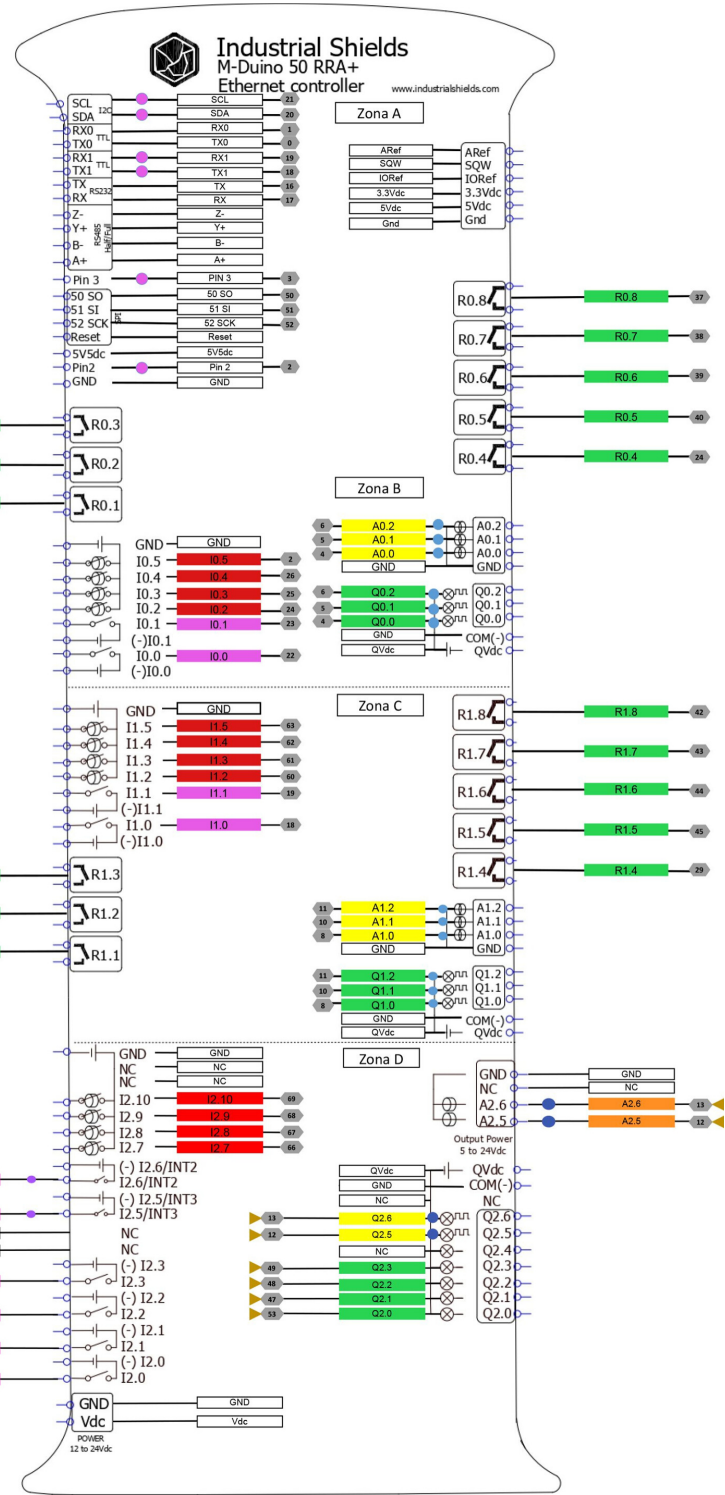 Industrial Shields
M-Duino 50 RRA+
Ethernet controller
www.industrialshields.com
Zona A
SCL I2C SCL 21
SDA SDA 20
RX0 TTL RX0 1
TX0 TX0 0
RX1 TTL RX1 19
TX1 TX1 18
TX RS232 TX 16
RX RX 17
Z- RS485 Half/Full Z-
Y+ Y+
B- B-
A+ A+
Pin 3 PIN 3 3
50 SO SPI 50 SO 50
51 SI 51 SI 51
52 SCK 52 SCK 52
Reset Reset
5V5dc 5V5dc
Pin2 Pin 2 2
GND GND
ARef ARef
SQW SQW
IORef IORef
3.3Vdc 3.3Vdc
5Vdc 5Vdc
Gnd Gnd
R0.8 R0.8 37
R0.7 R0.7 38
R0.6 R0.6 39
R0.5 R0.5 40
R0.4 R0.4 24
R0.3
R0.2
R0.1
Zona B
GND GND
I0.5 I0.5 2
I0.4 I0.4 26
I0.3 I0.3 25
I0.2 I0.2 24
I0.1 I0.1 23
(-)I0.1
I0.0 I0.0 22
(-)I0.0
6 A0.2 A0.2
5 A0.1 A0.1
4 A0.0 A0.0
GND GND
6 Q0.2 Q0.2
5 Q0.1 Q0.1
4 Q0.0 Q0.0
GND COM(-)
QVdc QVdc
Zona C
GND GND
I1.5 I1.5 63
I1.4 I1.4 62
I1.3 I1.3 61
I1.2 I1.2 60
I1.1 I1.1 19
(-)I1.1
I1.0 I1.0 18
(-)I1.0
R1.8 R1.8 42
R1.7 R1.7 43
R1.6 R1.6 44
R1.5 R1.5 45
R1.4 R1.4 29
R1.3
R1.2
R1.1
11 A1.2 A1.2
10 A1.1 A1.1
8 A1.0 A1.0
GND GND
11 Q1.2 Q1.2
10 Q1.1 Q1.1
8 Q1.0 Q1.0
GND COM(-)
QVdc QVdc
Zona D
GND GND
NC NC
NC NC
I2.10 I2.10 69
I2.9 I2.9 68
I2.8 I2.8 67
I2.7 I2.7 66
(-) I2.6/INT2
I2.6/INT2
(-) I2.5/INT3
I2.5/INT3
NC
NC
(-) I2.3
I2.3
(-) I2.2
I2.2
(-) I2.1
I2.1
(-) I2.0
I2.0
GND GND
NC NC
A2.6 A2.6 13
A2.5 A2.5 12
Output Power
5 to 24Vdc
QVdc QVdc
GND COM(-)
NC NC
13 Q2.6 Q2.6
12 Q2.5 Q2.5
NC Q2.4
49 Q2.3 Q2.3
48 Q2.2 Q2.2
47 Q2.1 Q2.1
53 Q2.0 Q2.0
GND GND
Vdc Vdc
POWER
12 to 24Vdc